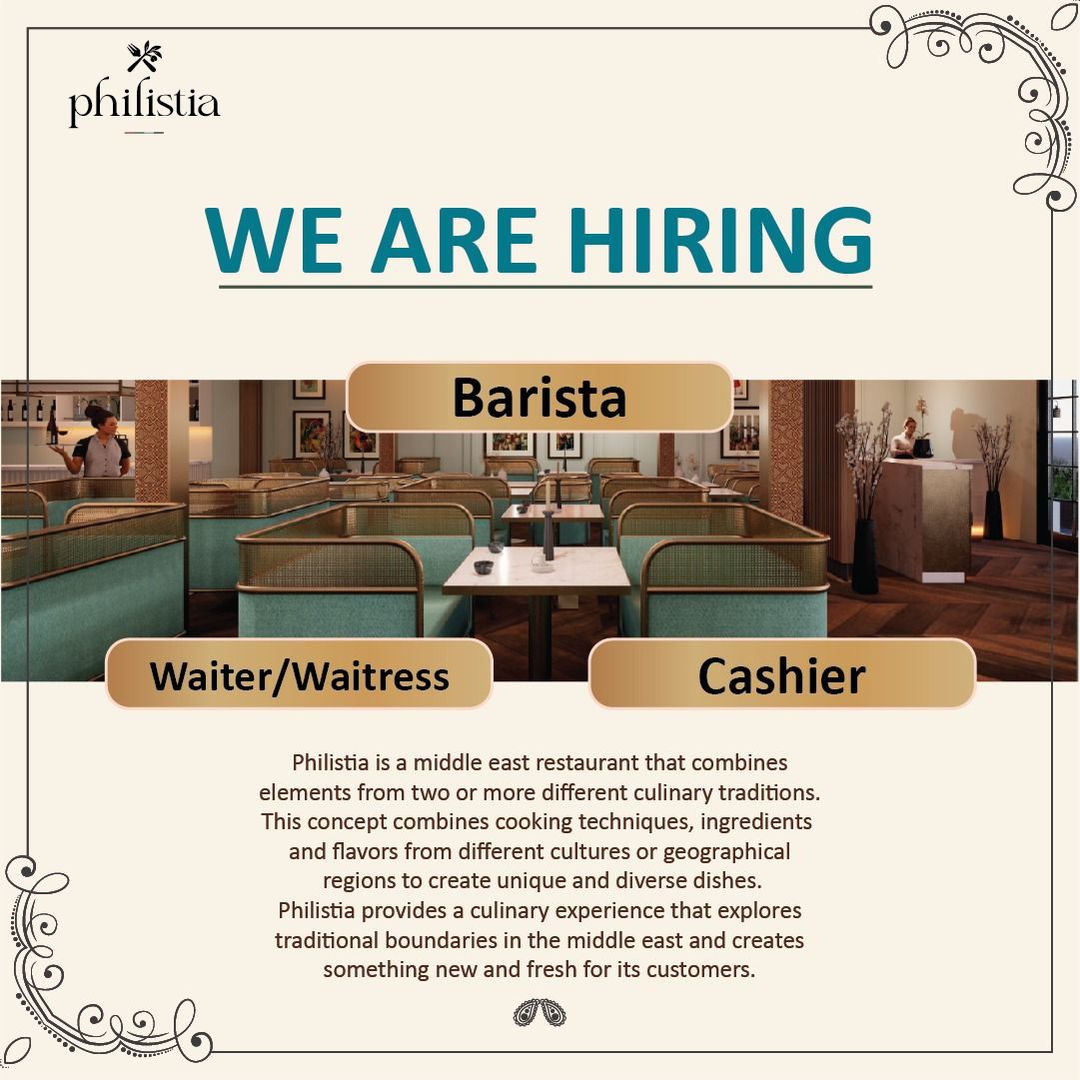 philistia
WE ARE HIRING
Barista
Waiter/Waitress
Cashier
Philistia is a middle east restaurant that combines
elements from two or more different culinary traditions.
This concept combines cooking techniques, ingredients
and flavors from different cultures or geographical
regions to create unique and diverse dishes.
Philistia provides a culinary experience that explores
traditional boundaries in the middle east and creates
something new and fresh for its customers.